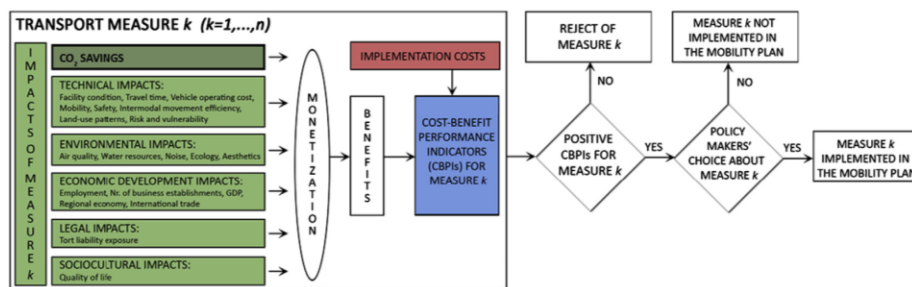 TRANSPORT MEASURE k (k=1,...,n)
IMPACTS OF MEASURE k
CO₂ SAVINGS
TECHNICAL IMPACTS:
Facility condition, Travel time, Vehicle operating cost,
Mobility, Safety, Intermodal movement efficiency,
Land-use patterns, Risk and vulnerability
ENVIRONMENTAL IMPACTS:
Air quality, Water resources, Noise, Ecology, Aesthetics
ECONOMIC DEVELOPMENT IMPACTS:
Employment, Nr. of business establishments, GDP,
Regional economy, International trade
LEGAL IMPACTS:
Tort liability exposure
SOCIOCULTURAL IMPACTS:
Quality of life
MONETIZATION
BENEFITS
IMPLEMENTATION COSTS
COST-BENEFIT
PERFORMANCE
INDICATORS
(CBPIs) FOR
MEASURE k
REJECT OF
MEASURE k
NO
POSITIVE
CBPIs FOR
MEASURE k
YES
MEASURE k NOT
IMPLEMENTED IN
THE MOBILITY PLAN
NO
POLICY
MAKERS'
CHOICE ABOUT
MEASURE k
YES
MEASURE k
IMPLEMENTED IN
THE MOBILITY PLAN